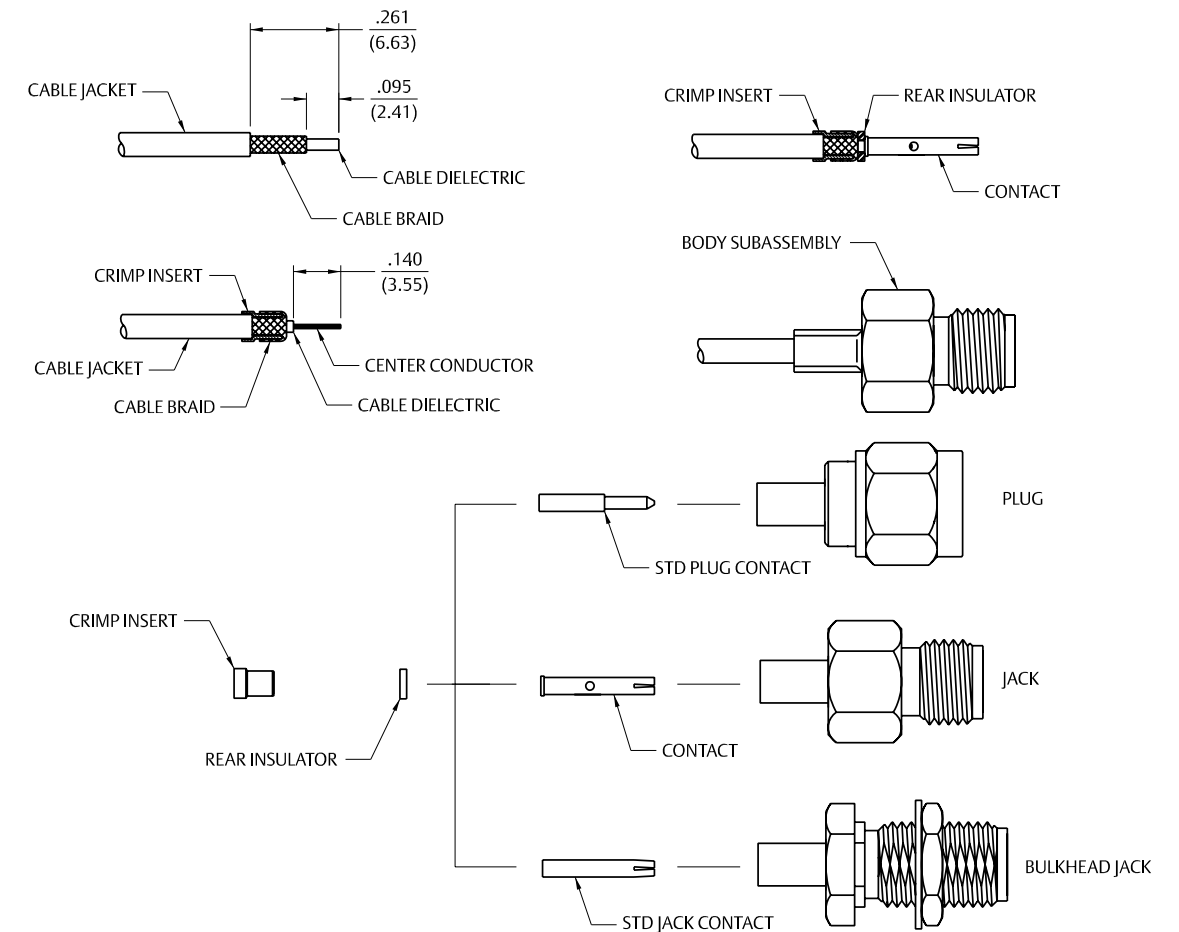 .261
(6.63)
CABLE JACKET
.095
(2.41)
CABLE DIELECTRIC
CABLE BRAID
CRIMP INSERT
REAR INSULATOR
CONTACT
BODY SUBASSEMBLY
CRIMP INSERT
.140
(3.55)
CABLE JACKET
CENTER CONDUCTOR
CABLE BRAID
CABLE DIELECTRIC
PLUG
STD PLUG CONTACT
CRIMP INSERT
JACK
REAR INSULATOR
CONTACT
BULKHEAD JACK
STD JACK CONTACT